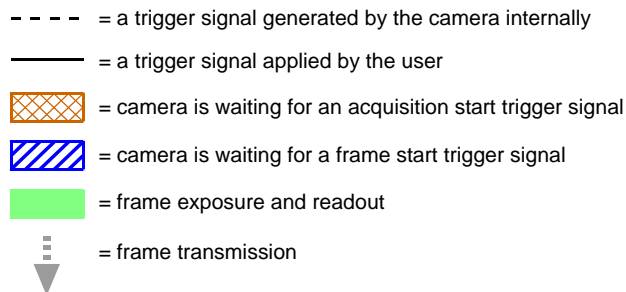 = a trigger signal generated by the camera internally
= a trigger signal applied by the user
= camera is waiting for an acquisition start trigger signal
= camera is waiting for a frame start trigger signal
= frame exposure and readout
= frame transmission